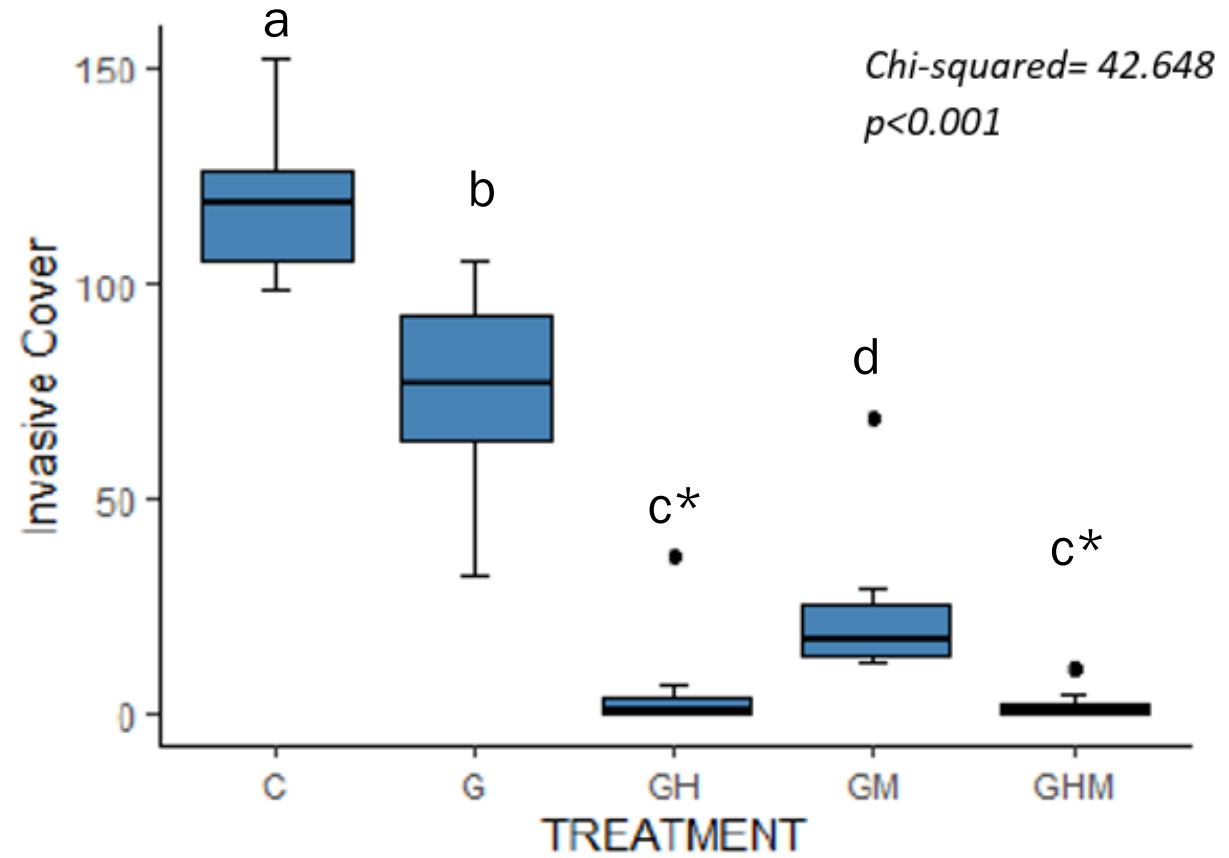 a
Chi-squared= 42.648
p<0.001
150
b
100
Invasive Cover
d
50
c*
c*
0
C G GH GM GHM
TREATMENT